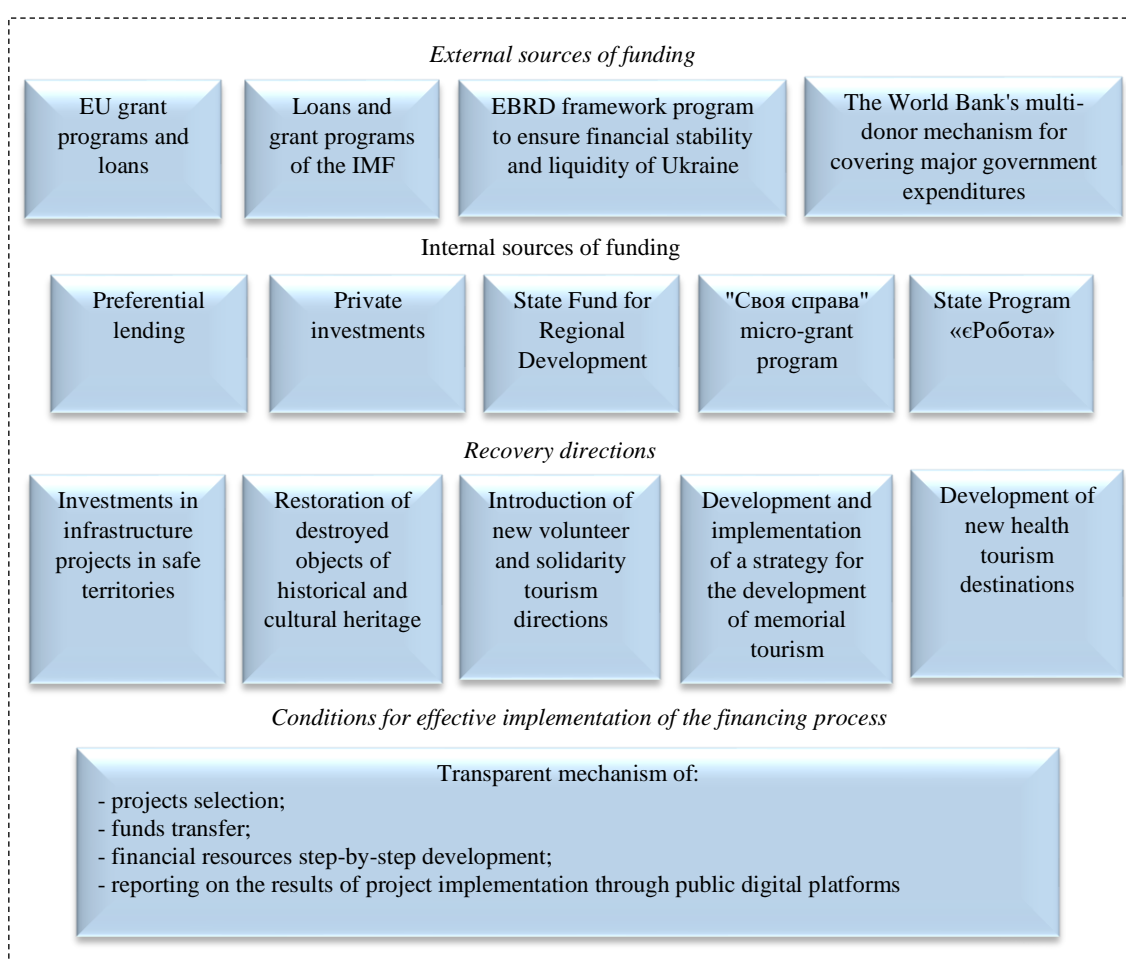 External sources of funding
EU grant
programs and
loans
Loans and
grant programs
of the IMF
EBRD framework program
to ensure financial stability
and liquidity of Ukraine
The World Bank's multi-
donor mechanism for
covering major government
expenditures
Internal sources of funding
Preferential
lending
Private
investments
State Fund for
Regional
Development
"Своя справа"
micro-grant
program
State Program
«єРобота»
Recovery directions
Investments in
infrastructure
projects in safe
territories
Restoration of
destroyed
objects of
historical and
cultural heritage
Introduction of
new volunteer
and solidarity
tourism
directions
Development and
implementation
of a strategy for
the development
of memorial
tourism
Development of
new health
tourism
destinations
Conditions for effective implementation of the financing process
Transparent mechanism of:
- projects selection;
- funds transfer;
- financial resources step-by-step development;
- reporting on the results of project implementation through public digital platforms